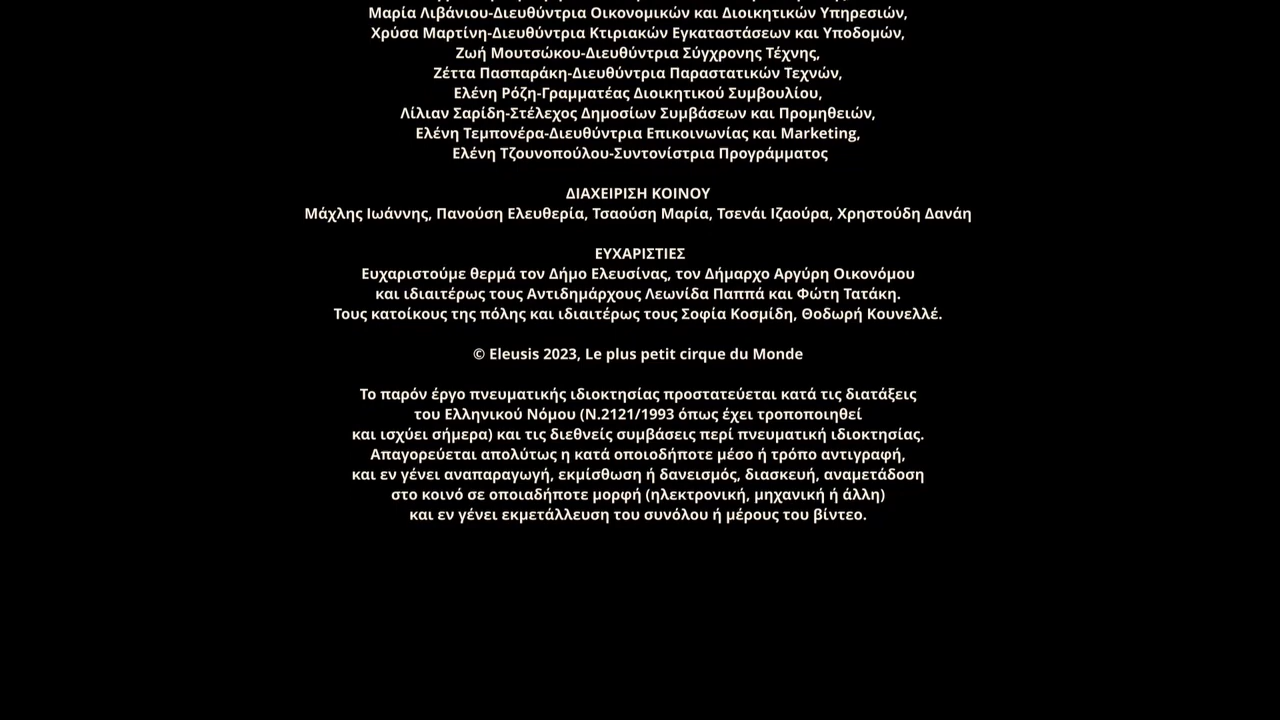 Μαρία Λιβάνιου-Διευθύντρια Οικονομικών και Διοικητικών Υπηρεσιών,
Χρύσα Μαρτίνη-Διευθύντρια Κτιριακών Εγκαταστάσεων και Υποδομών,
Ζωή Μουτσώκου-Διευθύντρια Σύγχρονης Τέχνης,
Ζέττα Πασπαράκη-Διευθύντρια Παραστατικών Τεχνών,
Ελένη Ρόζη-Γραμματέας Διοικητικού Συμβουλίου,
Λίλιαν Σαρίδη-Στέλεχος Δημοσίων Συμβάσεων και Προμηθειών,
Ελένη Τεμπονέρα-Διευθύντρια Επικοινωνίας και Marketing,
Ελένη Τζουνοπούλου-Συντονίστρια Προγράμματος
ΔΙΑΧΕΙΡΙΣΗ ΚΟΙΝΟΥ
Μάχλης Ιωάννης, Πανούση Ελευθερία, Τσαούση Μαρία, Τσενάι Ιζαούρα, Χρηστούδη Δανάη
ΕΥΧΑΡΙΣΤΙΕΣ
Ευχαριστούμε θερμά τον Δήμο Ελευσίνας, τον Δήμαρχο Αργύρη Οικονόμου
και ιδιαιτέρως τους Αντιδημάρχους Λεωνίδα Παππά και Φώτη Τατάκη.
Τους κατοίκους της πόλης και ιδιαιτέρως τους Σοφία Κοσμίδη, Θοδωρή Κουνελλέ.
© Eleusis 2023, Le plus petit cirque du Monde
Το παρόν έργο πνευματικής ιδιοκτησίας προστατεύεται κατά τις διατάξεις
του Ελληνικού Νόμου (Ν.2121/1993 όπως έχει τροποποιηθεί
και ισχύει σήμερα) και τις διεθνείς συμβάσεις περί πνευματική ιδιοκτησίας.
Απαγορεύεται απολύτως η κατά οποιοδήποτε μέσο ή τρόπο αντιγραφή,
και εν γένει αναπαραγωγή, εκμίσθωση ή δανεισμός, διασκευή, αναμετάδοση
στο κοινό σε οποιαδήποτε μορφή (ηλεκτρονική, μηχανική ή άλλη)
και εν γένει εκμετάλλευση του συνόλου ή μέρους του βίντεο.